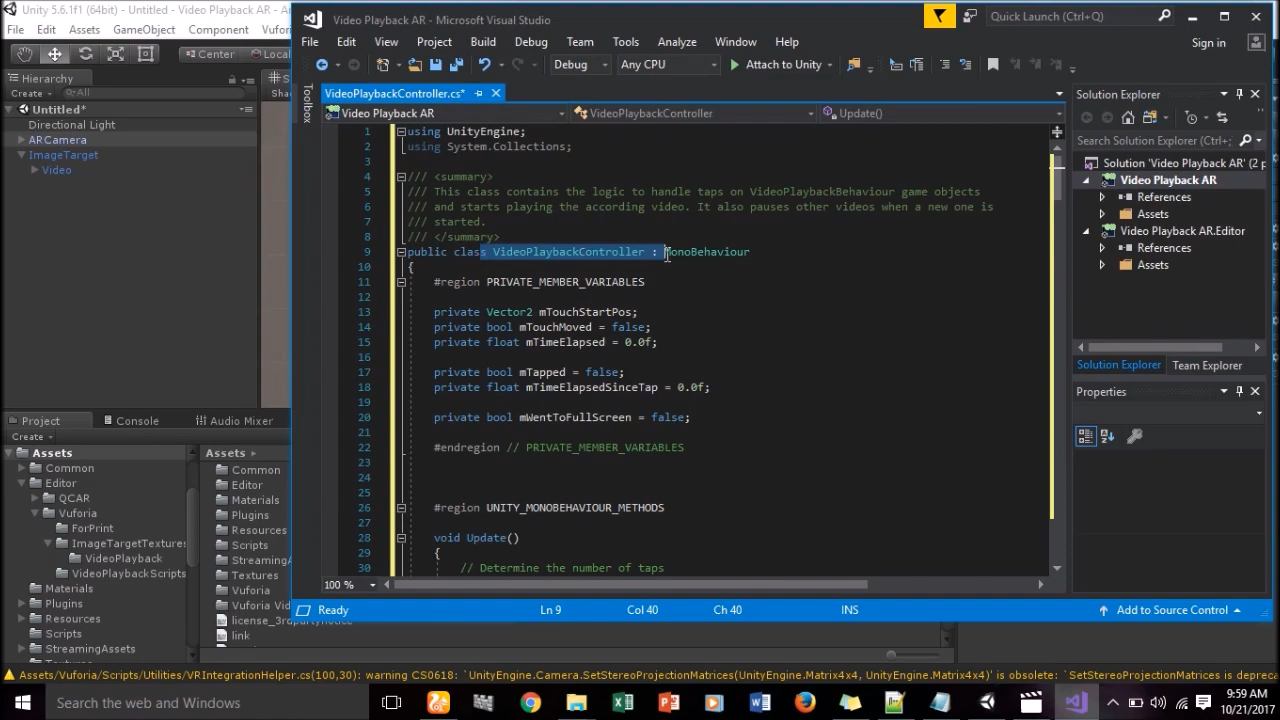 Unity 5.6.1f1 (64bit) - Untitled - Video Playback AR
File Edit Assets GameObject Component Vufori
Center Local
Hierarchy
Create All
Untitled*
Directional Light
ARCamera
ImageTarget
Video
Project Console Audio Mixer
Create
Assets
Common
Editor
QCAR
Vuforia
ForPrint
ImageTargetTextures
VideoPlayback
VideoPlaybackScripts
Materials
Plugins
Resources
Scripts
StreamingAssets
Assets
Common
Editor
Materials
Plugins
Resources
Scripts
StreamingA
Textures
Vuforia
Vuforia Vid
license_3rdpartynotice
link
Video Playback AR - Microsoft Visual Studio
Quick Launch (Ctrl+Q)
File Edit View Project Build Debug Team Tools Analyze Window Help
Sign in
Debug Any CPU Attach to Unity
Toolbox
VideoPlaybackController.cs*
Video Playback AR VideoPlaybackController Update()
1 using UnityEngine;
2 using System.Collections;
3
4 /// <summary>
5 /// This class contains the logic to handle taps on VideoPlaybackBehaviour game objects
6 /// and starts playing the according video. It also pauses other videos when a new one is
7 /// started.
8 /// </summary>
9 public class VideoPlaybackController : MonoBehaviour
10 {
11 #region PRIVATE_MEMBER_VARIABLES
12
13 private Vector2 mTouchStartPos;
14 private bool mTouchMoved = false;
15 private float mTimeElapsed = 0.0f;
16
17 private bool mTapped = false;
18 private float mTimeElapsedSinceTap = 0.0f;
19
20 private bool mWentToFullScreen = false;
21
22 #endregion // PRIVATE_MEMBER_VARIABLES
23
24
25
26 #region UNITY_MONOBEHAVIOUR_METHODS
27
28 void Update()
29 {
30 // Determine the number of taps
100 %
Ready Ln 9 Col 40 Ch 40 INS Add to Source Control
Solution Explorer
Search Solution Explorer (Ctrl+;
Solution 'Video Playback AR' (2 p
Video Playback AR
References
Assets
Video Playback AR.Editor
References
Assets
Solution Explorer Team Explorer
Properties
Assets/Vuforia/Scripts/Utilities/VRIntegrationHelper.cs(100,30): warning CS0618: `UnityEngine.Camera.SetStereoProjectionMatrices(UnityEngine.Matrix4x4, UnityEngine.Matrix4x4)' is obsolete: `SetStereoProjectionMatrices is depreca
Search the web and Windows
9:59 AM
10/21/2017